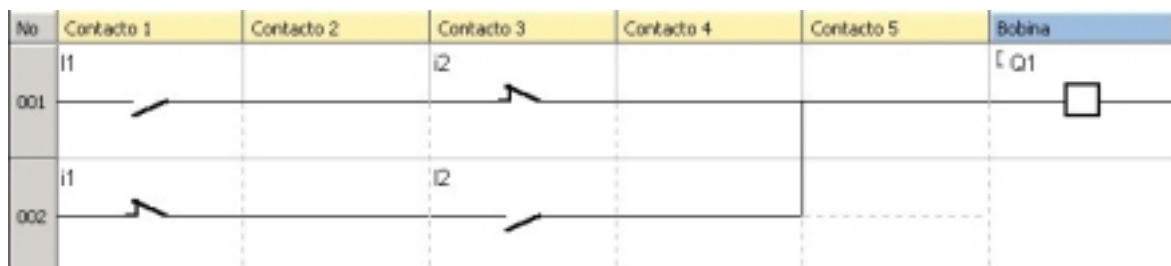 No Contacto 1 Contacto 2 Contacto 3 Contacto 4 Contacto 5 Bobina
I1 i2 [ Q1
001
i1 I2
002